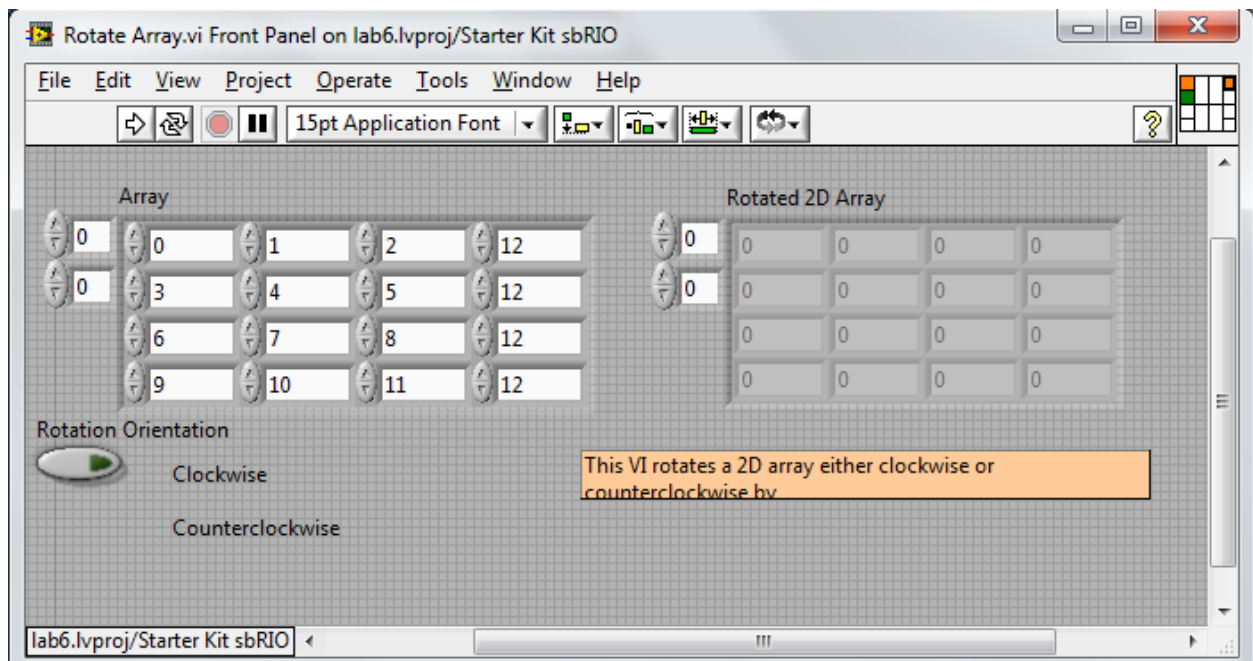 Rotate Array.vi Front Panel on lab6.lvproj/Starter Kit sbRIO
File Edit View Project Operate Tools Window Help
15pt Application Font
Array
Rotated 2D Array
0 0 1 2 12 0 0 0 0 0
0 3 4 5 12 0 0 0 0 0
6 7 8 12 0 0 0 0
9 10 11 12 0 0 0 0
Rotation Orientation
Clockwise
Counterclockwise
This VI rotates a 2D array either clockwise or
counterclockwise by
lab6.lvproj/Starter Kit sbRIO